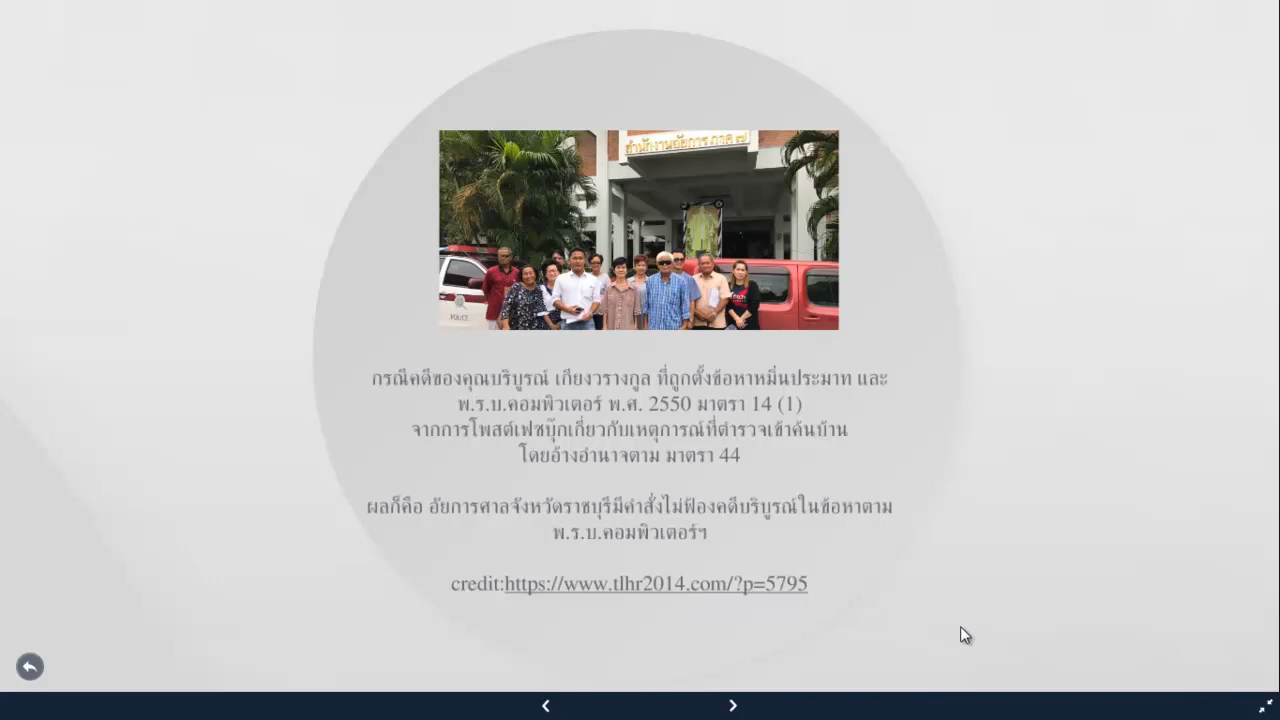 สำนักงานอัยการ ภาค ๗
POLICE
กรณีคดีของคุณบริบูรณ์ เกียงวรางกูล ที่ถูกตั้งข้อหาหมิ่นประมาท และ
พ.ร.บ.คอมพิวเตอร์ พ.ศ. 2550 มาตรา 14 (1)
จากการโพสต์เฟซบุ๊กเกี่ยวกับเหตุการณ์ที่ตำรวจเข้าค้นบ้าน
โดยอ้างอำนาจตาม มาตรา 44
ผลก็คือ อัยการศาลจังหวัดราชบุรีมีคำสั่งไม่ฟ้องคดีบริบูรณ์ในข้อหาตาม
พ.ร.บ.คอมพิวเตอร์ฯ
credit:https://www.tlhr2014.com/?p=5795